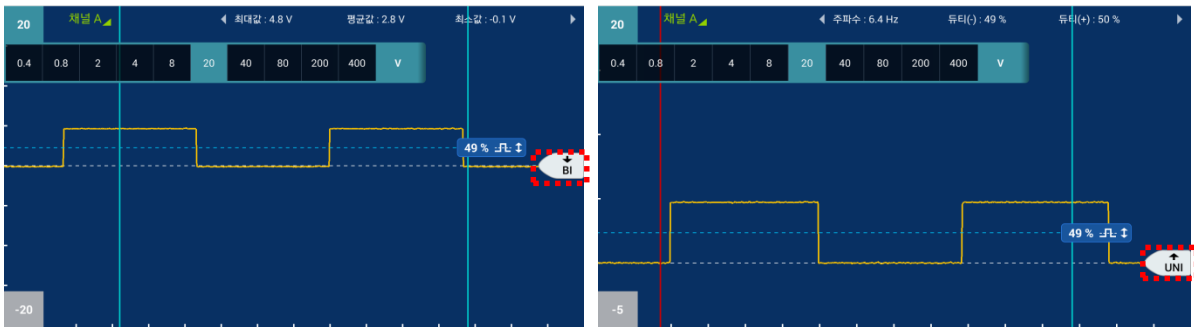 20 채널 A ◀ 최대값 : 4.8 V 평균값 : 2.8 V 최소값 : -0.1 V ▶
0.4 0.8 2 4 8 20 40 80 200 400 V
49 %
BI
-20
20 채널 A ◀ 주파수 : 6.4 Hz 듀티(-) : 49 % 듀티(+) : 50 % ▶
0.4 0.8 2 4 8 20 40 80 200 400 V
49 %
UNI
-5